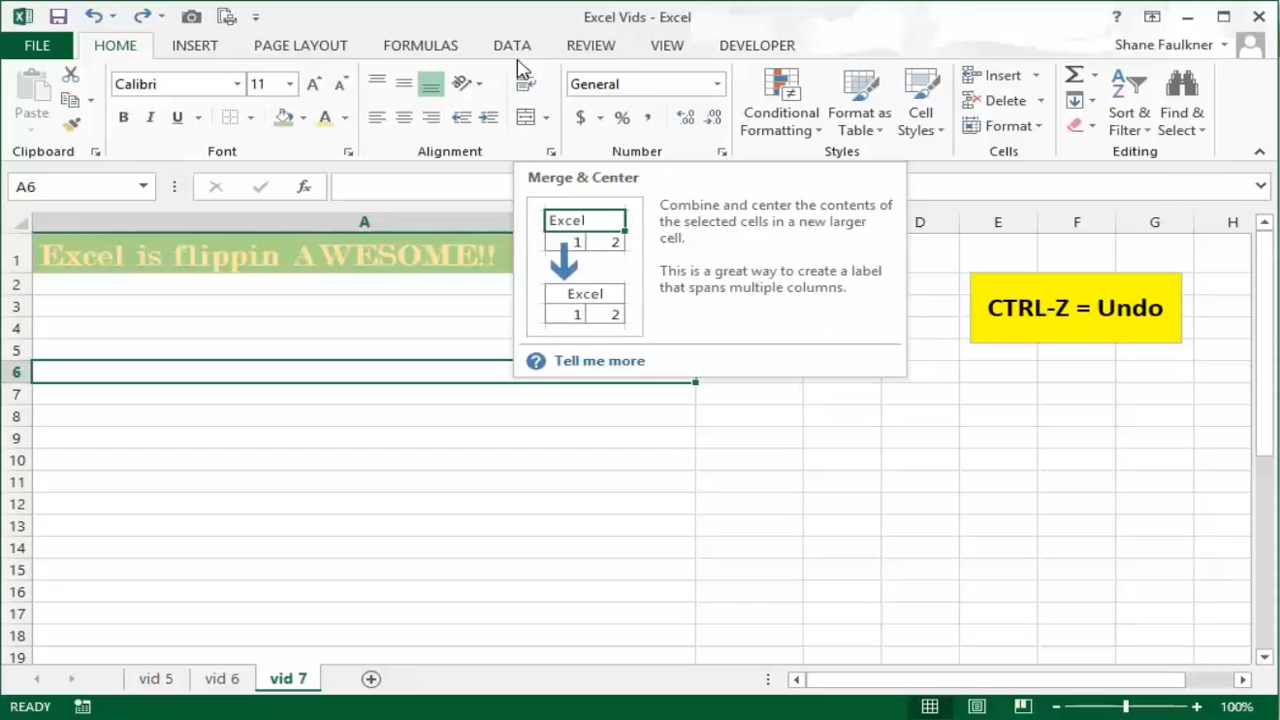 Excel Vids - Excel
FILE HOME INSERT PAGE LAYOUT FORMULAS DATA REVIEW VIEW DEVELOPER Shane Faulkner
Paste
Clipboard
Calibri 11
B I U A
Font
Alignment
General
$ % ,
Number
Conditional Formatting
Format as Table
Cell Styles
Styles
Insert
Delete
Format
Cells
Sort & Filter
Find & Select
Editing
A6
fx
Merge & Center
Excel
1 2
Excel
1 2
Combine and center the contents of
the selected cells in a new larger
cell.
This is a great way to create a label
that spans multiple columns.
Tell me more
A D E F G H
1 Excel is flippin AWESOME!!
2
3
4
5
6
7
8
9
10
11
12
13
14
15
16
17
18
19
CTRL-Z = Undo
vid 5 vid 6 vid 7
READY 100%